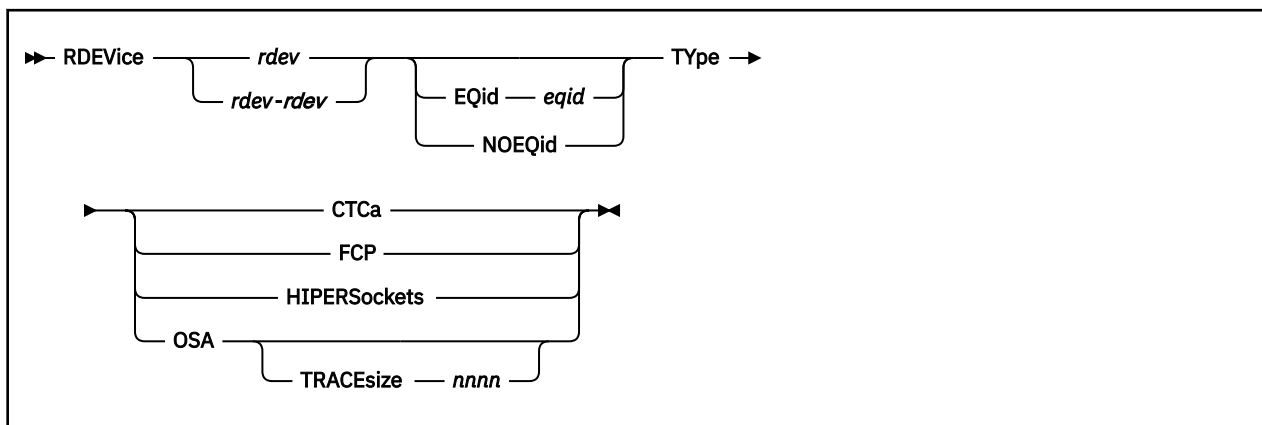 RDEVice rdev TYpe
rdev-rdev EQid eqid
NOEQid
CTCa
FCP
HIPERSockets
OSA
TRACEsize nnnn